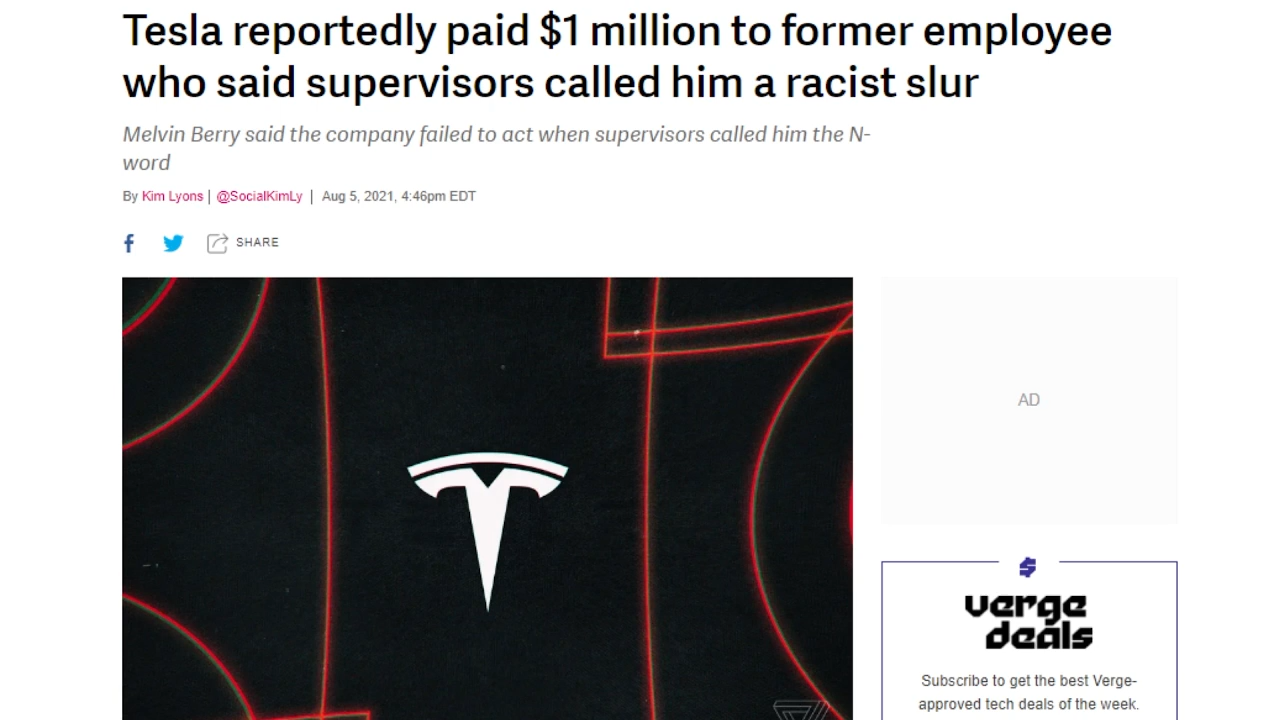 Tesla reportedly paid $1 million to former employee
who said supervisors called him a racist slur
Melvin Berry said the company failed to act when supervisors called him the N-
word
By Kim Lyons | @SocialKimLy | Aug 5, 2021, 4:46pm EDT
SHARE
AD
verge
deals
Subscribe to get the best Verge-
approved tech deals of the week.